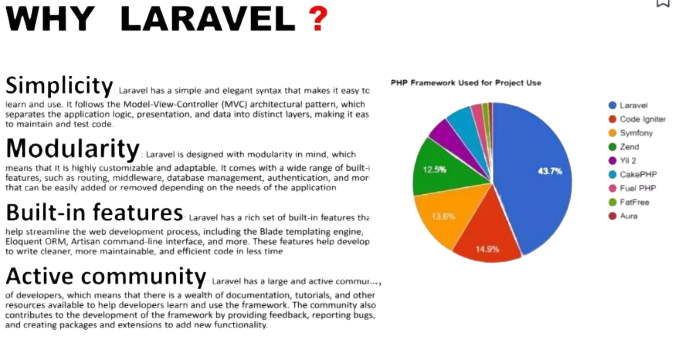 WHY LARAVEL ?
Simplicity : Laravel has a simple and elegant syntax that makes it easy to
learn and use. It follows the Model-View-Controller (MVC) architectural pattern, which
separates the application logic, presentation, and data into distinct layers, making it eas
to maintain and test code.
Modularity : Laravel is designed with modularity in mind, which
means that it is highly customizable and adaptable. It comes with a wide range of built-i
features, such as routing, middleware, database management, authentication, and mor
that can be easily added or removed depending on the needs of the application
Built-in features Laravel has a rich set of built-in features tha
help streamline the web development process, including the Blade templating engine,
Eloquent ORM, Artisan command-line interface, and more. These features help develop
to write cleaner, more maintainable, and efficient code in less time
Active community Laravel has a large and active commu...,
of developers, which means that there is a wealth of documentation, tutorials, and other
resources available to help developers learn and use the framework. The community also
contributes to the development of the framework by providing feedback, reporting bugs,
and creating packages and extensions to add new functionality.
PHP Framework Used for Project Use
43.7%
14.9%
13.6%
12.5%
Laravel
Code Igniter
Symfony
Zend
Yii 2
CakePHP
Fuel PHP
FatFree
Aura